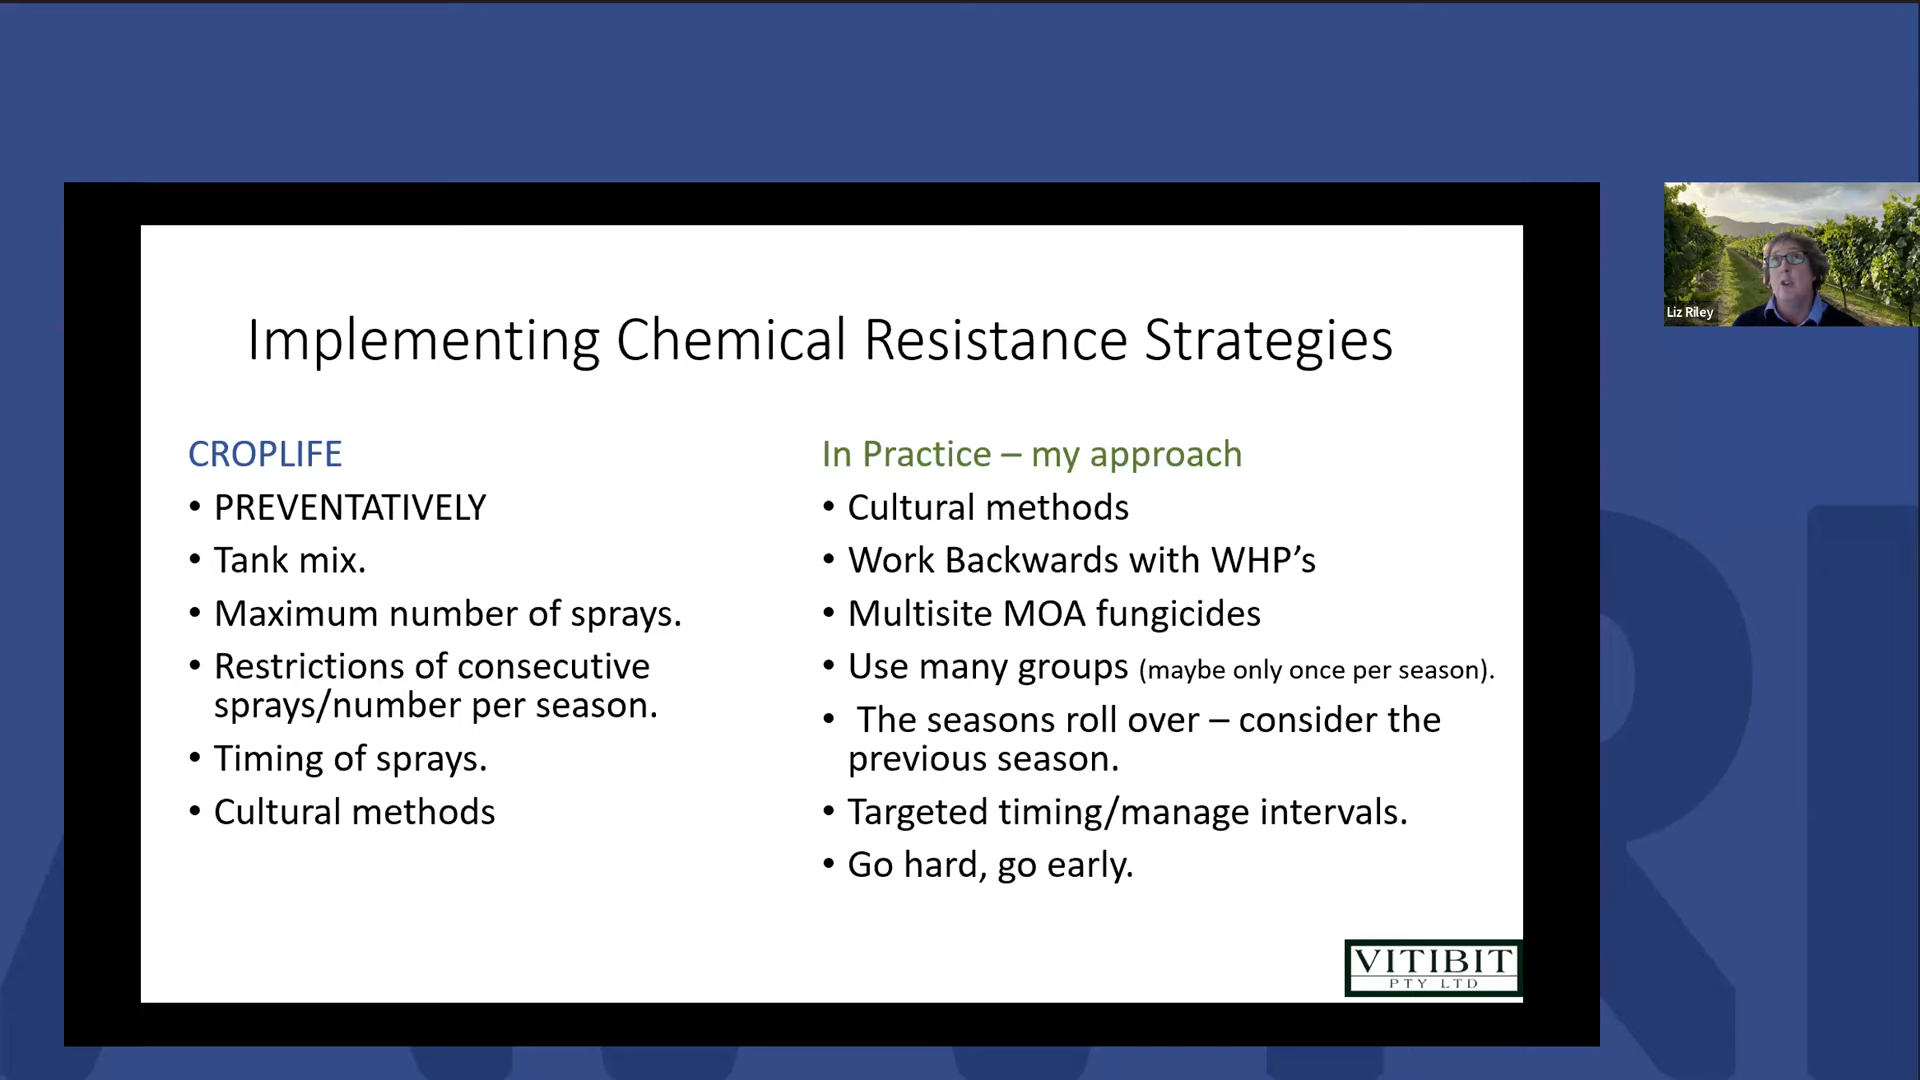 Implementing Chemical Resistance Strategies
CROPLIFE
• PREVENTATIVELY
• Tank mix.
• Maximum number of sprays.
• Restrictions of consecutive
sprays/number per season.
• Timing of sprays.
• Cultural methods
In Practice – my approach
• Cultural methods
• Work Backwards with WHP’s
• Multisite MOA fungicides
• Use many groups (maybe only once per season).
• The seasons roll over – consider the
previous season.
• Targeted timing/manage intervals.
• Go hard, go early.
VITIBIT
PTY LTD
Liz Riley